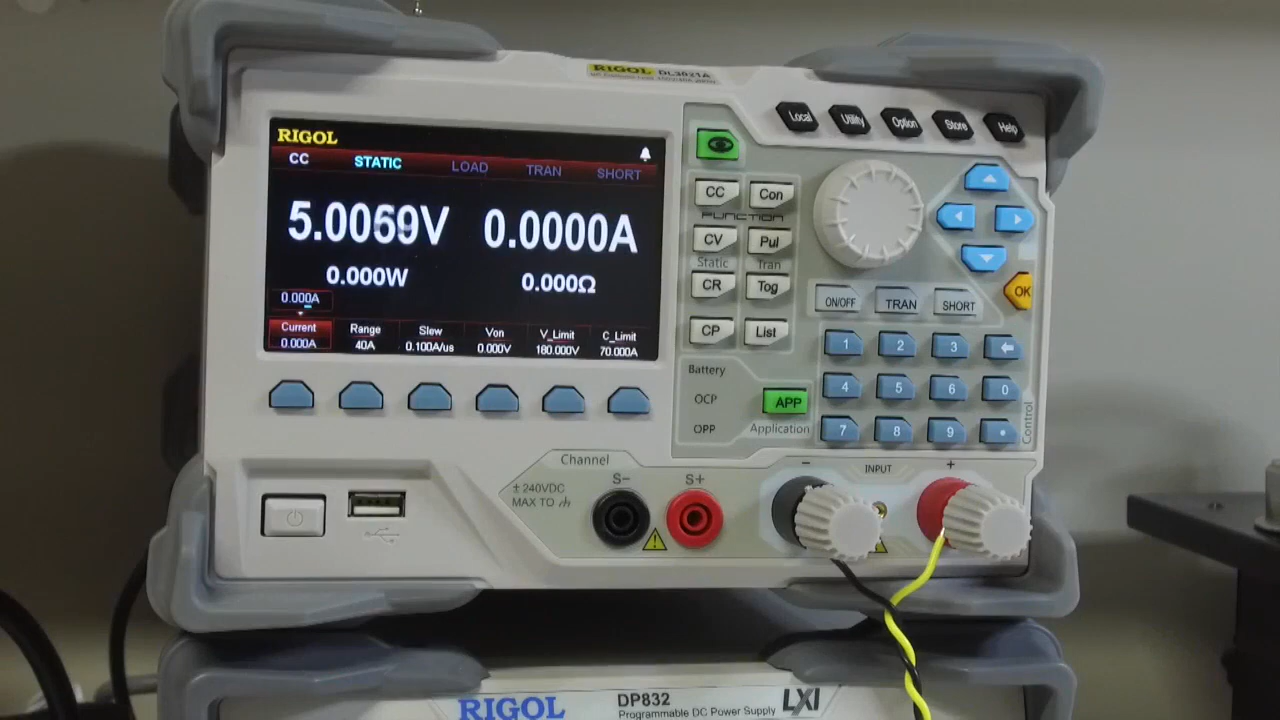 RIGOL DL3021A
RIGOL
CC STATIC LOAD TRAN SHORT
5.0069V 0.0000A
0.000W 0.000Ω
0.000A
Current Range Slew Von V_Limit C_Limit
0.000A 40A 0.100A/us 0.000V 180.000V 70.000A
Local Utility Option Store Help
CC Con
FUNCTION
CV Pul
Static Tran
CR Tog
CP List
ON/OFF TRAN SHORT
OK
1 2 3
4 5 6 0
7 8 9 •
Control
Battery
OCP
OPP
APP
Application
Channel
± 240VDC
MAX TO
S- S+
- INPUT +
RIGOL DP832
Programmable DC Power Supply
LXI